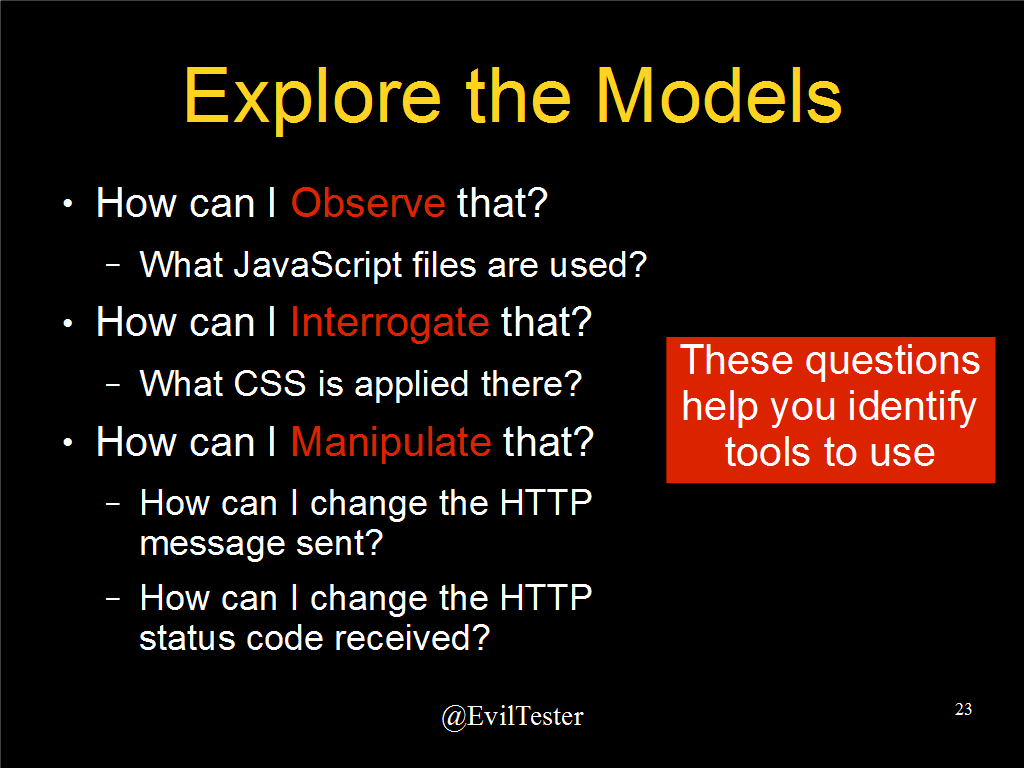 Explore the Models
• How can I Observe that?
– What JavaScript files are used?
• How can I Interrogate that?
– What CSS is applied there?
• How can I Manipulate that?
– How can I change the HTTP
message sent?
– How can I change the HTTP
status code received?
These questions
help you identify
tools to use
@EvilTester
23